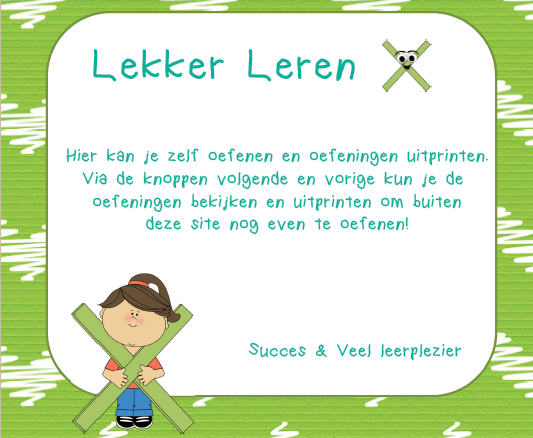 Lekker Leren
Hier kan je zelf oefenen en oefeningen uitprinten.
Via de knoppen volgende en vorige kun je de
oefeningen bekijken en uitprinten om buiten
deze site nog even te oefenen!
Succes & Veel leerplezier